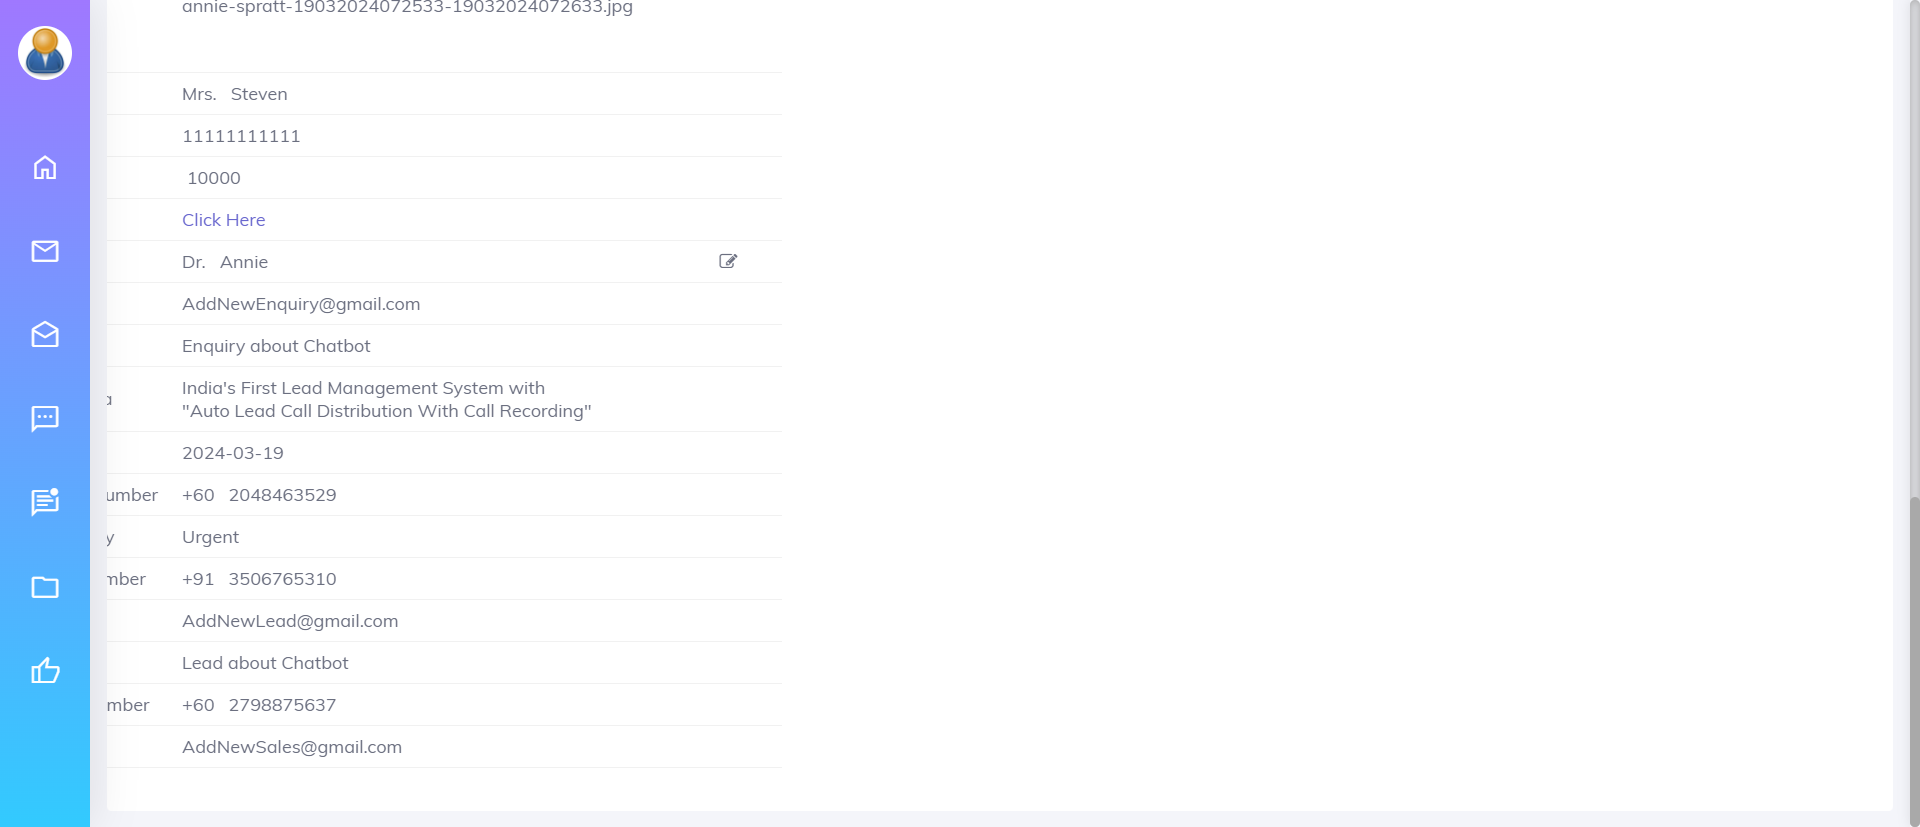 annie-spratt-19032024072533-19032024072633.jpg
Mrs. Steven
11111111111
10000
Click Here
Dr. Annie
AddNewEnquiry@gmail.com
Enquiry about Chatbot
India's First Lead Management System with
"Auto Lead Call Distribution With Call Recording"
2024-03-19
umber +60 2048463529
y Urgent
mber +91 3506765310
AddNewLead@gmail.com
Lead about Chatbot
mber +60 2798875637
AddNewSales@gmail.com